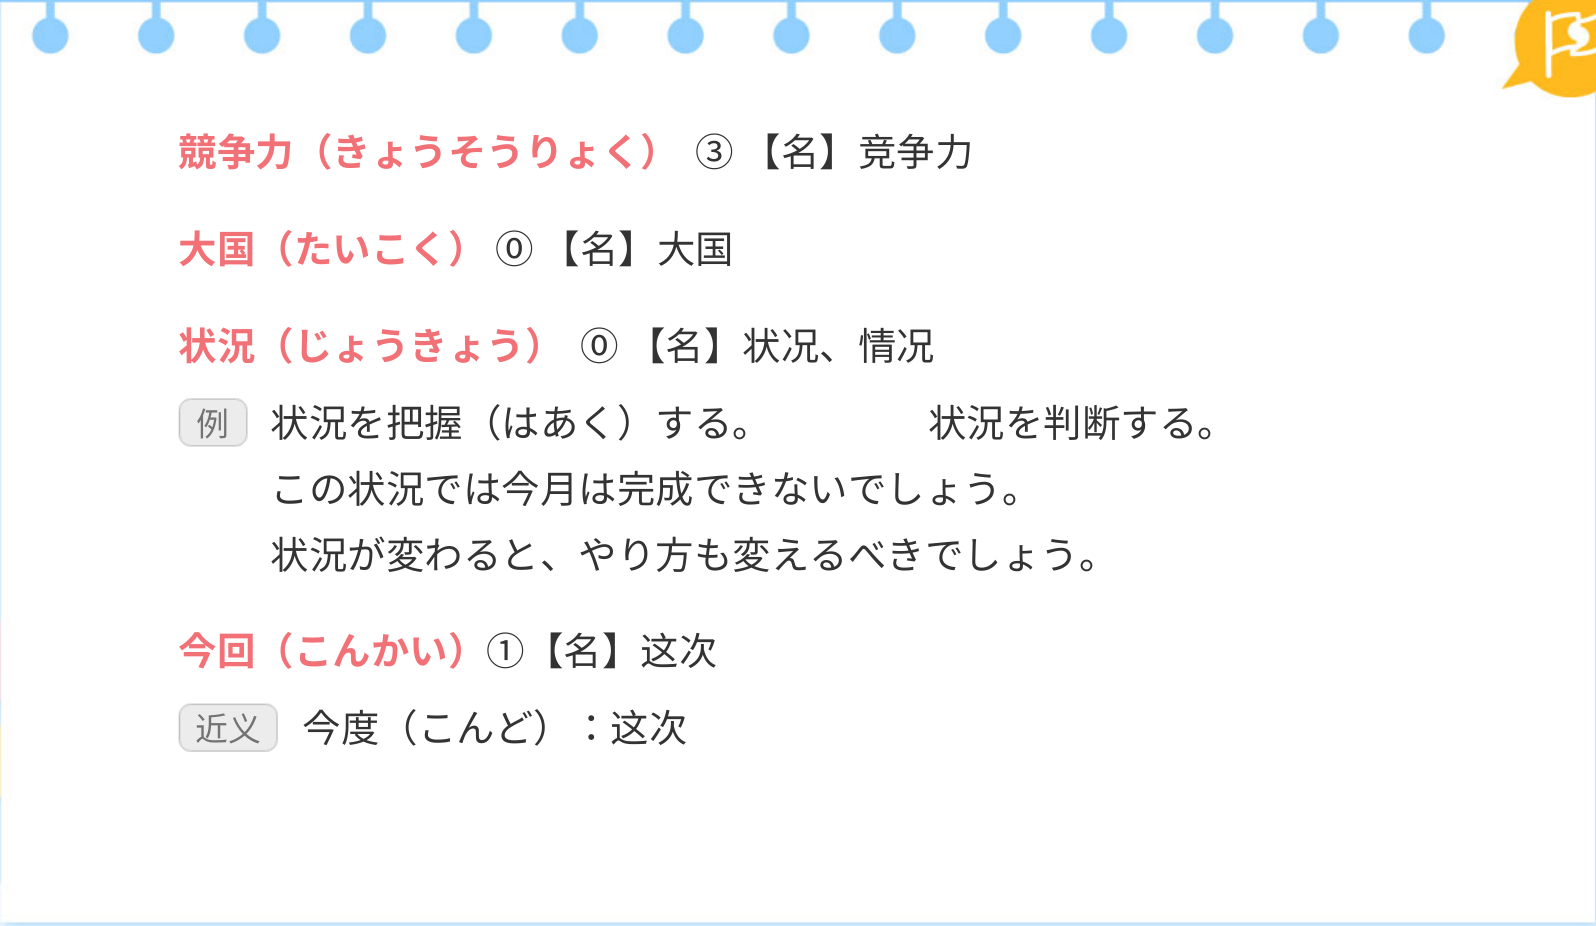 競争力（きょうそうりょく） ③ 【名】竞争力
大国（たいこく） ⓪ 【名】大国
状況（じょうきょう） ⓪ 【名】状况、情况
例 状況を把握（はあく）する。 状況を判断する。
この状況では今月は完成できないでしょう。
状況が変わると、やり方も変えるべきでしょう。
今回（こんかい）①【名】这次
近义 今度（こんど）：这次